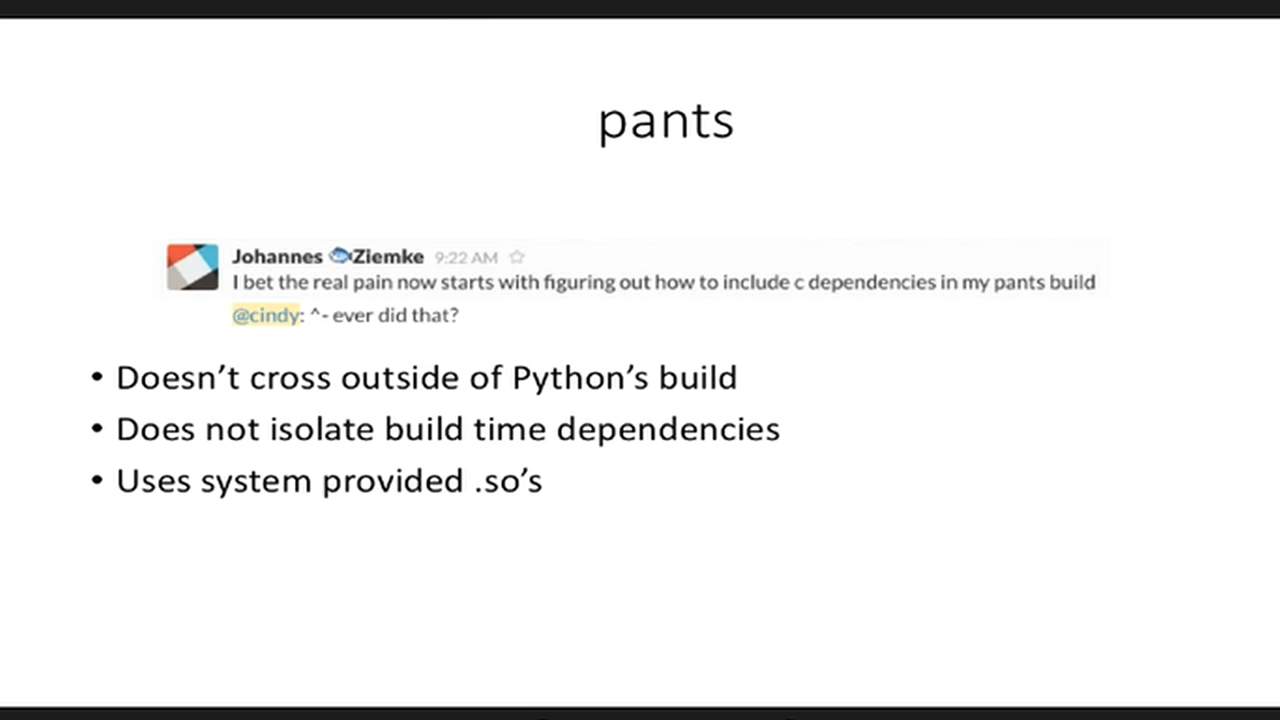 pants
Johannes 🐟Ziemke 9:22 AM ☆
I bet the real pain now starts with figuring out how to include c dependencies in my pants build
@cindy: ^- ever did that?
• Doesn’t cross outside of Python’s build
• Does not isolate build time dependencies
• Uses system provided .so’s